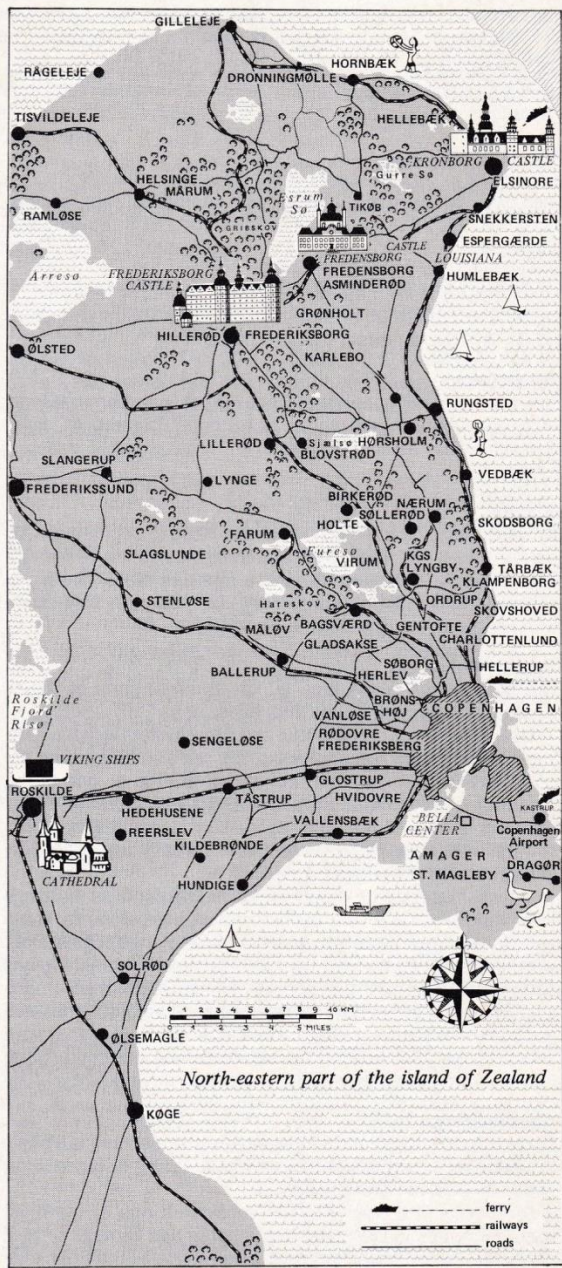 GILLELEJE
RÅGELEJE
DRONNINGMØLLE
HORNBÆK
TISVILDELEJE
HELLEBÆK
KRONBORG CASTLE
ELSINORE
HELSINGE
MÅRUM
Gurre Sø
Esrum
Sø
TIKØB
RAMLØSE
SNEKKERSTEN
GRIBSKOV
CASTLE
ESPERGÆRDE
Arresø
FREDERIKSBORG
CASTLE
FREDENSBORG
LOUISIANA
FREDENSBORG
HUMLEBÆK
ASMINDERØD
GRØNHOLT
HILLERØD
FREDERIKSBORG
ØLSTED
KARLEBO
RUNGSTED
LILLERØD
Sjælsø
HØRSHOLM
BLOVSTRØD
SLANGERUP
VEDBÆK
LYNGE
FREDERIKSSUND
BIRKERØD
NÆRUM
SØLLERØD
HOLTE
SKODSBORG
FARUM
Furesø
SLAGSLUNDE
VIRUM
KGS
LYNGBY
TÅRBÆK
KLAMPENBORG
STENLØSE
Hareskov
ORDRUP
SKOVSHOVED
BAGSVÆRD
GENTOFTE
MÅLØV
GLADSAKSE
CHARLOTTENLUND
BALLERUP
SØBORG
HERLEV
HELLERUP
BRØNS-
HØJ
Roskilde
Fjord
Risø
VANLØSE
COPENHAGEN
SENGELØSE
RØDOVRE
FREDERIKSBERG
VIKING SHIPS
ROSKILDE
GLOSTRUP
TÅSTRUP
HEDEHUSENE
HVIDOVRE
KASTRUP
REERSLEV
VALLENSBÆK
BELLA
CENTER
Copenhagen
Airport
KILDEBRØNDE
AMAGER
DRAGØR
CATHEDRAL
HUNDIGE
ST. MAGLEBY
SOLRØD
0 1 2 3 4 5 6 7 8 9 10 KM
0 1 2 3 4 5 MILES
ØLSEMAGLE
North-eastern part of the island of Zealand
KØGE
ferry
railways
roads